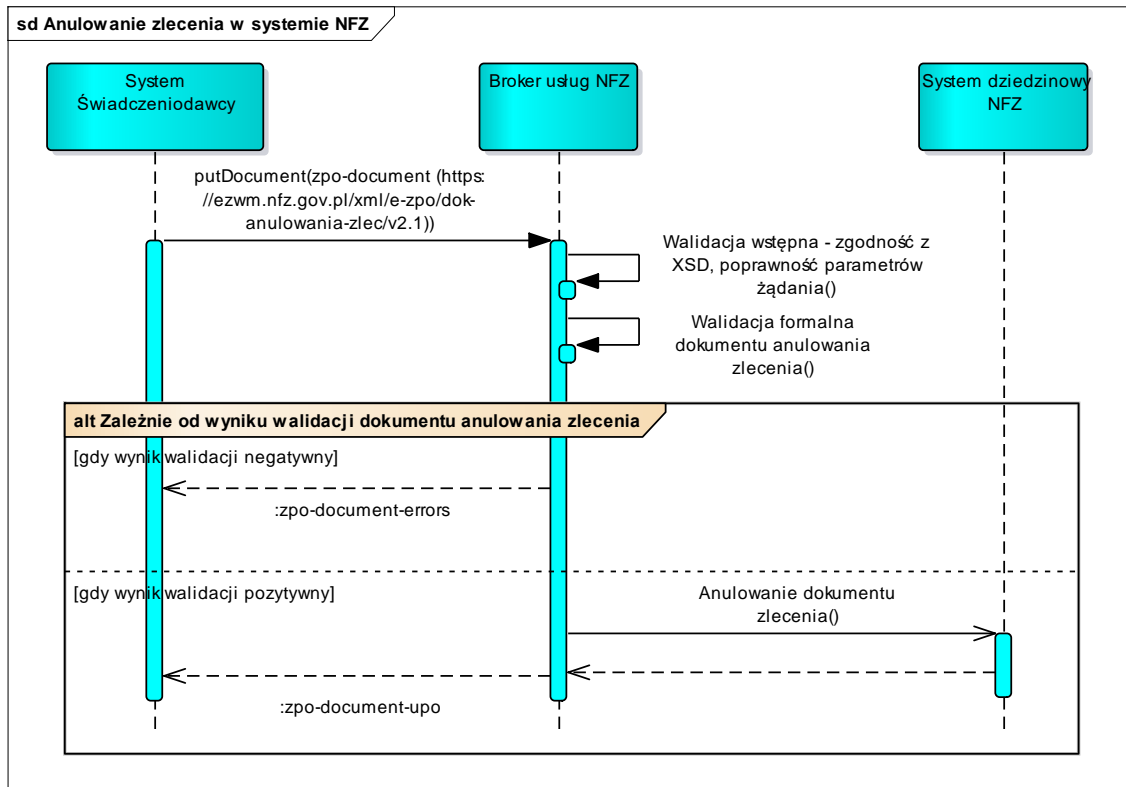 sd Anulowanie zlecenia w systemie NFZ
System
Świadczeniodawcy
Broker usług NFZ
System dziedzinowy
NFZ
putDocument(zpo-document (https:
//ezwm.nfz.gov.pl/xml/e-zpo/dok-
anulowania-zlec/v2.1))
Walidacja wstępna - zgodność z
XSD, poprawność parametrów
żądania()
Walidacja formalna
dokumentu anulowania
zlecenia()
alt Zależnie od wyniku walidacji dokumentu anulowania zlecenia
[gdy wynik walidacji negatywny]
:zpo-document-errors
[gdy wynik walidacji pozytywny]
Anulowanie dokumentu
zlecenia()
:zpo-document-upo